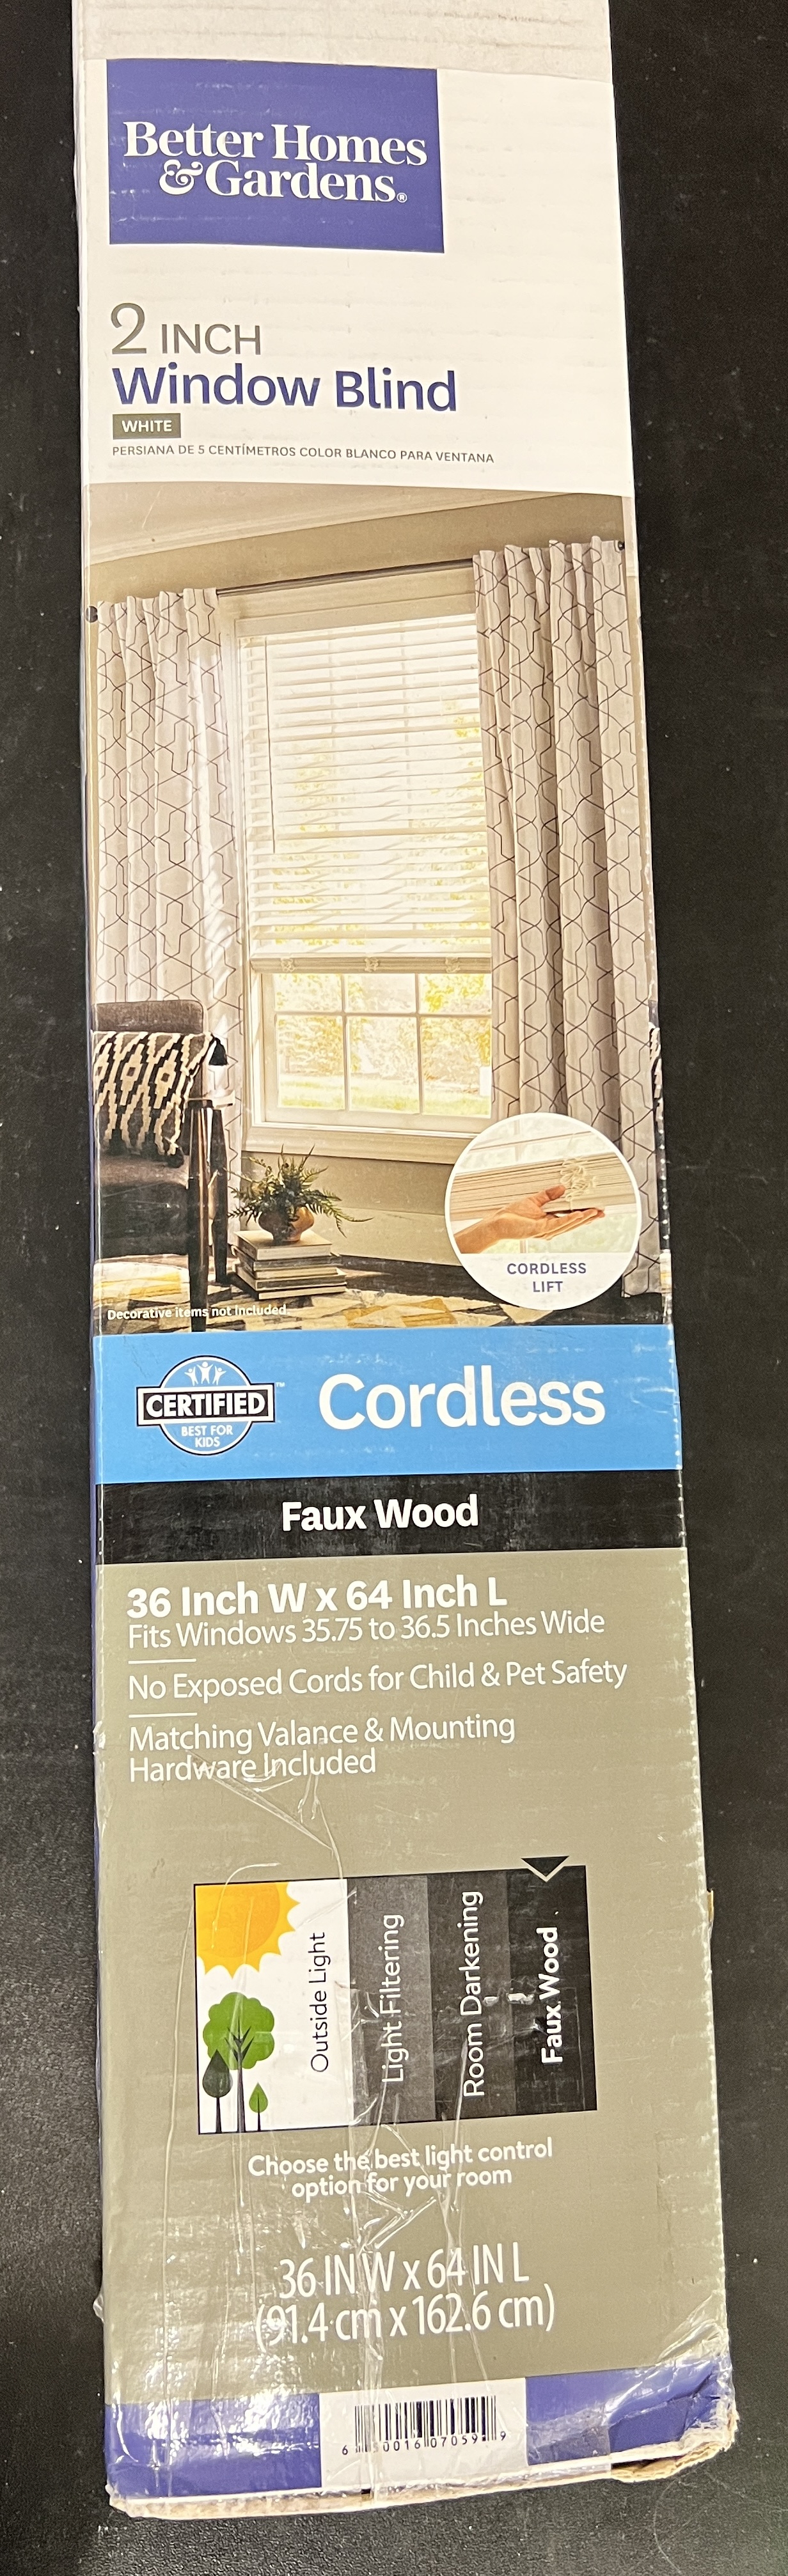 Better Homes
&Gardens®
2 INCH
Window Blind
WHITE
PERSIANA DE 5 CENTÍMETROS COLOR BLANCO PARA VENTANA
CORDLESS
LIFT
Decorative items not included.
CERTIFIED™
BEST FOR
KIDS
Cordless
Faux Wood
36 Inch W x 64 Inch L
Fits Windows 35.75 to 36.5 Inches Wide
No Exposed Cords for Child & Pet Safety
Matching Valance & Mounting
Hardware Included
Outside Light
Light Filtering
Room Darkening
Faux Wood
Choose the best light control
option for your room
36 IN W x 64 IN L
(91.4 cm x 162.6 cm)